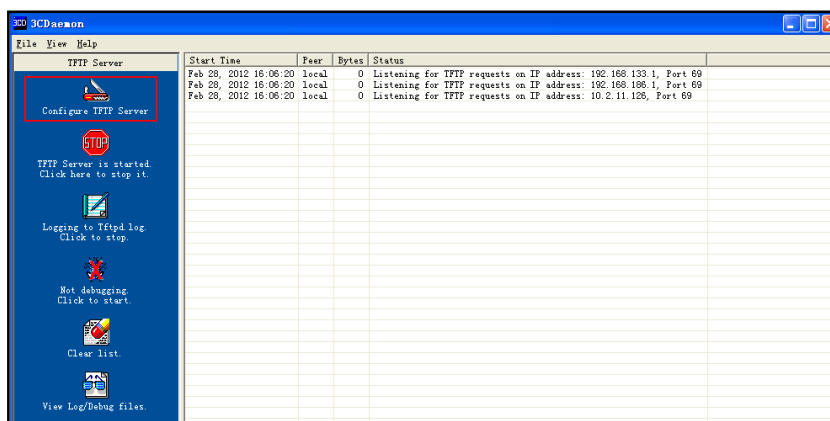 3CD 3CDaemon
File View Help
TFTP Server
Configure TFTP Server
STOP
TFTP Server is started.
Click here to stop it.
Logging to Tftpd.log.
Click to stop.
Not debugging.
Click to start.
Clear list.
View Log/Debug files.
Start Time Peer Bytes Status
Feb 28, 2012 16:06:20 local 0 Listening for TFTP requests on IP address: 192.168.133.1, Port 69
Feb 28, 2012 16:06:20 local 0 Listening for TFTP requests on IP address: 192.168.186.1, Port 69
Feb 28, 2012 16:06:20 local 0 Listening for TFTP requests on IP address: 10.2.11.126, Port 69